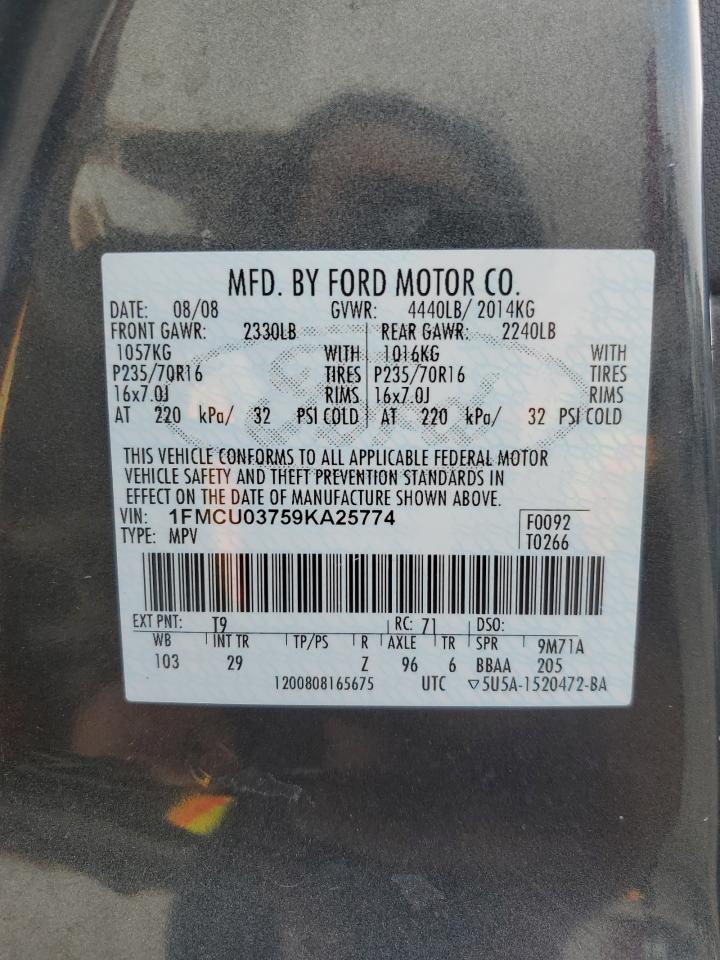 MFD. BY FORD MOTOR CO.
DATE: 08/08 GVWR: 4440LB/ 2014KG
FRONT GAWR: 2330LB REAR GAWR: 2240LB
1057KG WITH 1016KG WITH
P235/70R16 TIRES P235/70R16 TIRES
16x7.0J RIMS 16x7.0J RIMS
AT 220 kPa/ 32 PSI COLD AT 220 kPa/ 32 PSI COLD
Ford
THIS VEHICLE CONFORMS TO ALL APPLICABLE FEDERAL MOTOR
VEHICLE SAFETY AND THEFT PREVENTION STANDARDS IN
EFFECT ON THE DATE OF MANUFACTURE SHOWN ABOVE.
VIN: 1FMCU03759KA25774 F0092
TYPE: MPV T0266
EXT PNT: T9 RC: 71 DSO:
WB INT TR TP/PS R AXLE TR SPR 9M71A
103 29 Z 96 6 BBAA 205
1200808165675 UTC ▽5U5A-1520472-BA